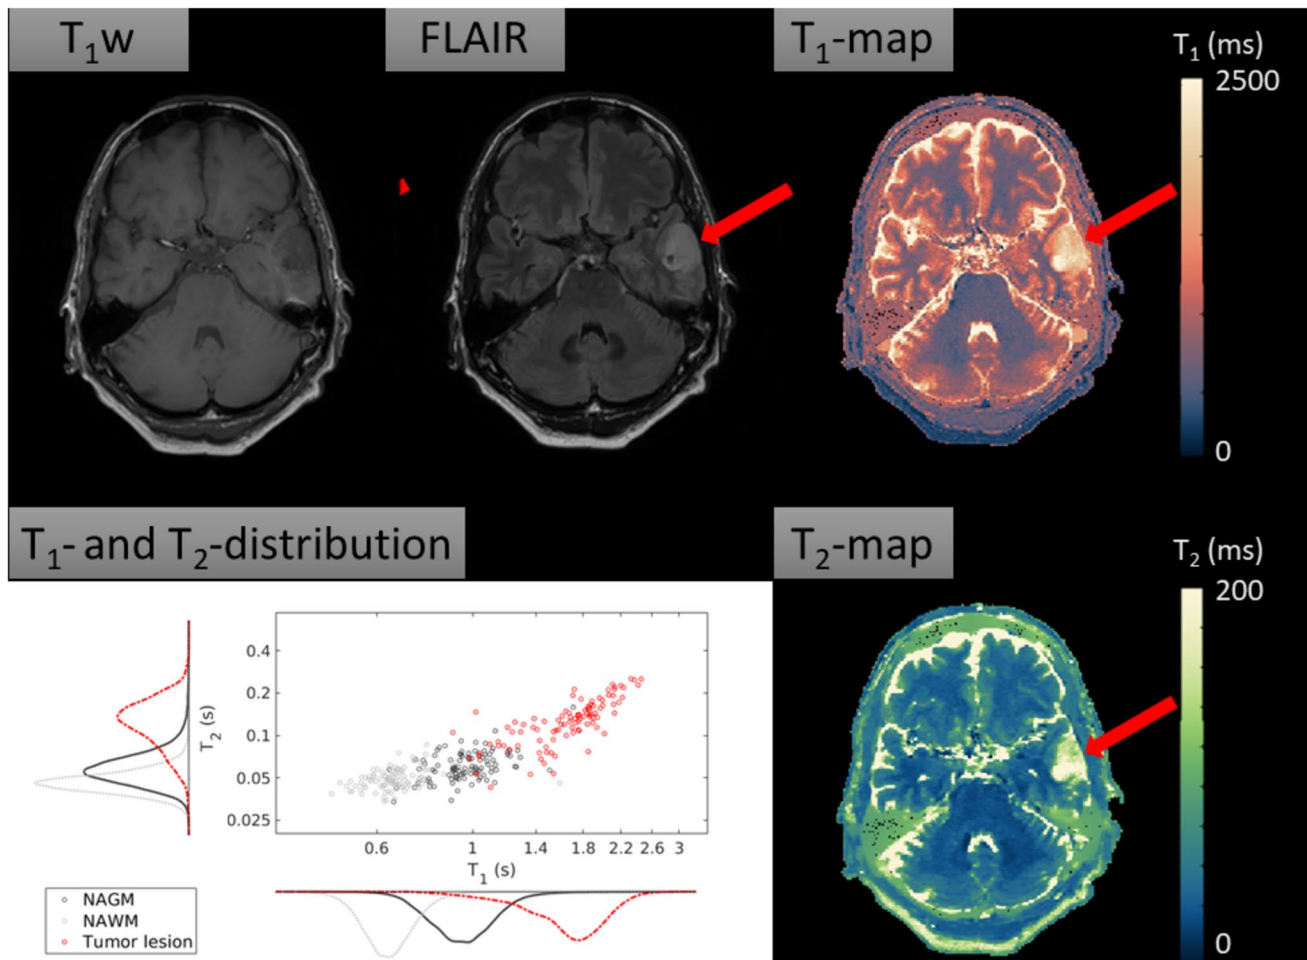 T₁w
FLAIR
T₁-map
T₁ (ms)
2500
0
T₁- and T₂-distribution
T₂-map
T₂ (ms)
200
0
0.4
0.2
0.1
0.05
0.025
T₂ (s)
0.6
1
1.4
1.8
2.2
2.6
3
T₁ (s)
NAGM
NAWM
Tumor lesion